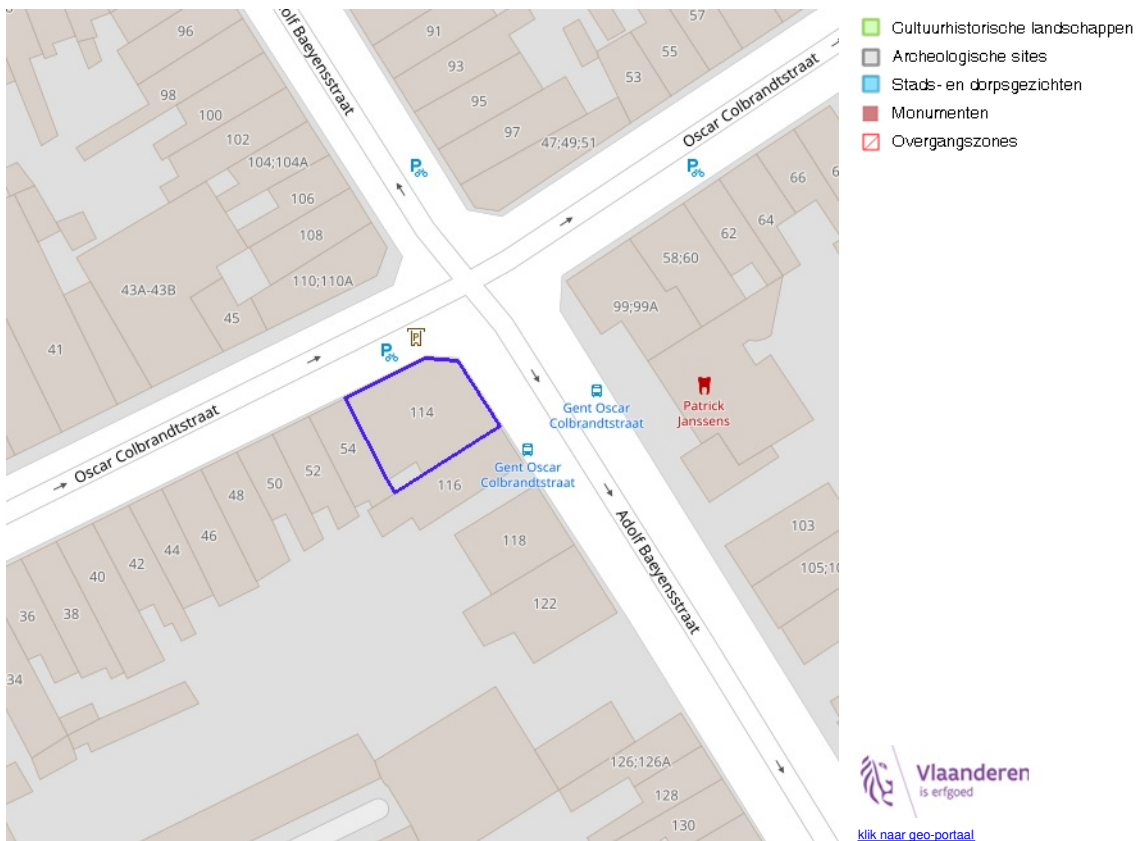 Adolf Baeyensstraat
96
98
100
102
104;104A
106
108
110;110A
43A-43B
45
41
91
93
95
97
57
55
53
47;49;51
Oscar Colbrandtstraat
66
64
62
58;60
99;99A
P
P
P
P
114
Gent Oscar
Colbrandtstraat
Patrick
Janssens
Gent Oscar
Colbrandtstraat
Oscar Colbrandtstraat
54
52
50
48
46
44
42
40
38
36
34
116
118
122
Adolf Baeyensstraat
103
126;126A
128
130
Cultuurhistorische landschappen
Archeologische sites
Stads- en dorpsgezichten
Monumenten
Overgangszones
Vlaanderen
is erfgoed
klik naar geo-portaal